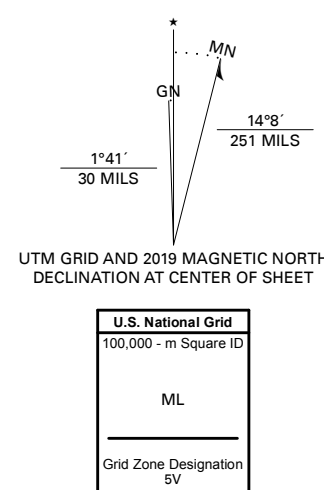 ★
MN
GN
14°8´
251 MILS
1°41´
30 MILS
UTM GRID AND 2019 MAGNETIC NORTH
DECLINATION AT CENTER OF SHEET
U.S. National Grid
100,000 - m Square ID
ML
Grid Zone Designation
5V